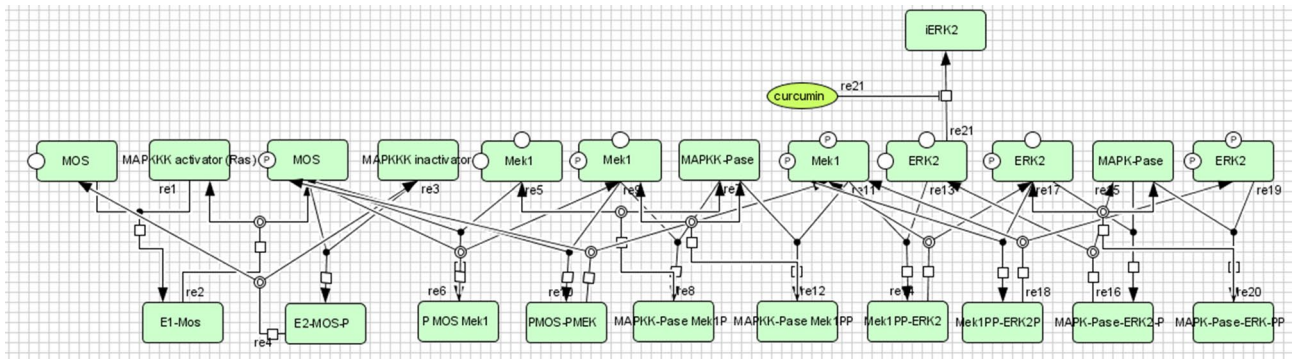 iERK2
re21
curcumin
re21
MOS
MAPKKK activator (Ras)
P
MOS
MAPKKK inactivator
Mek1
P
Mek1
MAPKK-Pase
P
P
Mek1
ERK2
P
ERK2
MAPK-Pase
P
P
ERK2
re1
re3
re5
re9
re7
re11
re13
re17
re15
re19
re2
re4
re6
re10
re8
re12
re14
re18
re16
re20
E1-Mos
E2-MOS-P
P MOS Mek1
PMOS-PMEK
MAPKK-Pase Mek1P
MAPKK-Pase Mek1PP
Mek1PP-ERK2
Mek1PP-ERK2P
MAPK-Pase-ERK2-P
MAPK-Pase-ERK-PP